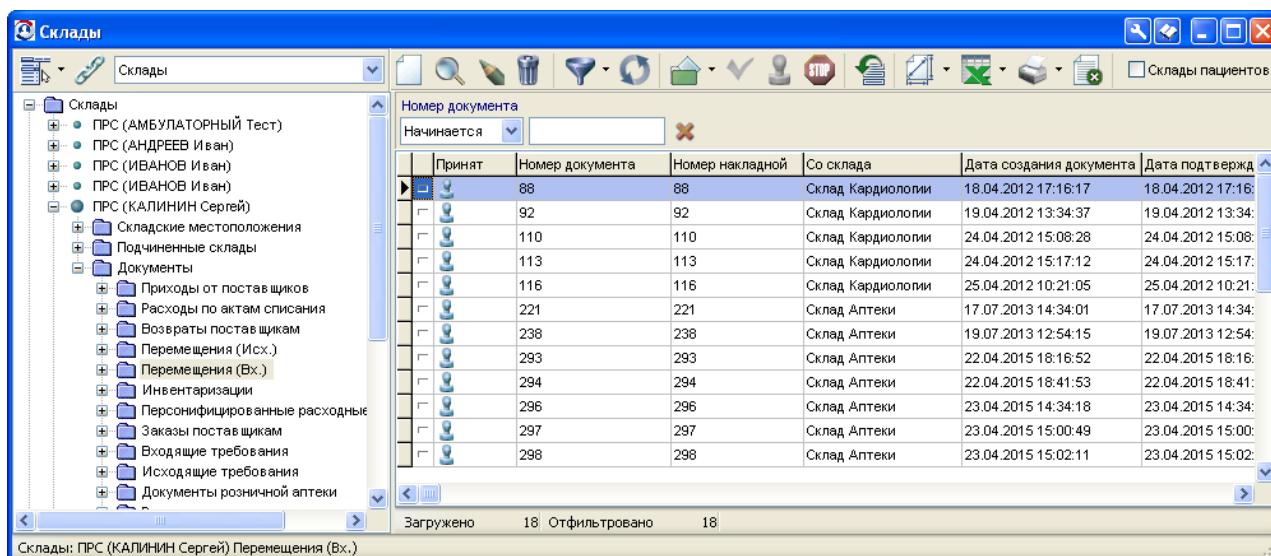 Склады
Склады
STOP
Склады пациентов
Склады
ПРС (АМБУЛАТОРНЫЙ Тест)
ПРС (АНДРЕЕВ Иван)
ПРС (ИВАНОВ Иван)
ПРС (ИВАНОВ Иван)
ПРС (КАЛИНИН Сергей)
Складские местоположения
Подчиненные склады
Документы
Приходы от поставщиков
Расходы по актам списания
Возвраты поставщикам
Перемещения (Исх.)
Перемещения (Вх.)
Инвентаризации
Персонифицированные расходные
Заказы поставщикам
Входящие требования
Исходящие требования
Документы розничной аптеки
Номер документа
Начинается
Принят Номер документа Номер накладной Со склада Дата создания документа Дата подтвержд
88 88 Склад Кардиологии 18.04.2012 17:16:17 18.04.2012 17:16:
92 92 Склад Кардиологии 19.04.2012 13:34:37 19.04.2012 13:34:
110 110 Склад Кардиологии 24.04.2012 15:08:28 24.04.2012 15:08:
113 113 Склад Кардиологии 24.04.2012 15:17:12 24.04.2012 15:17:
116 116 Склад Кардиологии 25.04.2012 10:21:05 25.04.2012 10:21:
221 221 Склад Аптеки 17.07.2013 14:34:01 17.07.2013 14:34:
238 238 Склад Аптеки 19.07.2013 12:54:15 19.07.2013 12:54:
293 293 Склад Аптеки 22.04.2015 18:16:52 22.04.2015 18:16:
294 294 Склад Аптеки 22.04.2015 18:41:53 22.04.2015 18:41:
296 296 Склад Аптеки 23.04.2015 14:34:18 23.04.2015 14:34:
297 297 Склад Аптеки 23.04.2015 15:00:49 23.04.2015 15:00:
298 298 Склад Аптеки 23.04.2015 15:02:11 23.04.2015 15:02:
Загружено 18 Отфильтровано 18
Склады: ПРС (КАЛИНИН Сергей) Перемещения (Вх.)